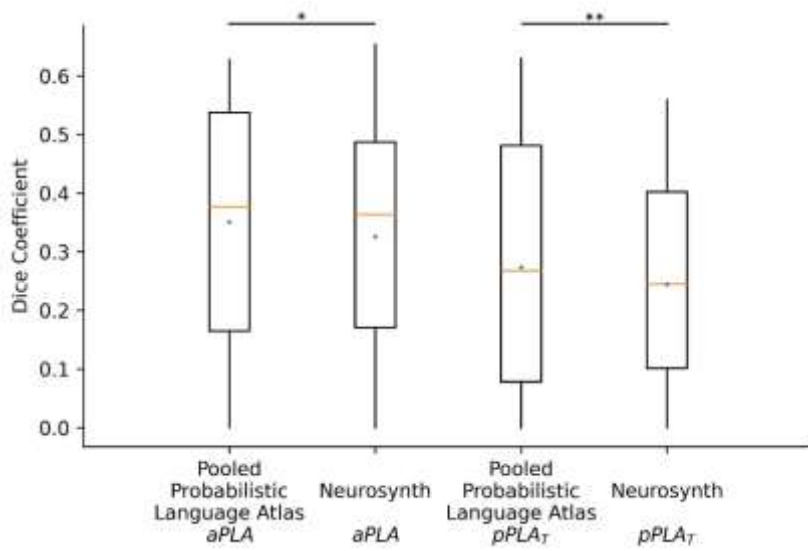 * **
0.6
0.5
0.4
0.3
0.2
0.1
0.0
Dice Coefficient
Pooled
Probabilistic
Language Atlas
aPLA
Neurosynth
aPLA
Pooled
Probabilistic
Language Atlas
pPLA_T
Neurosynth
pPLA_T